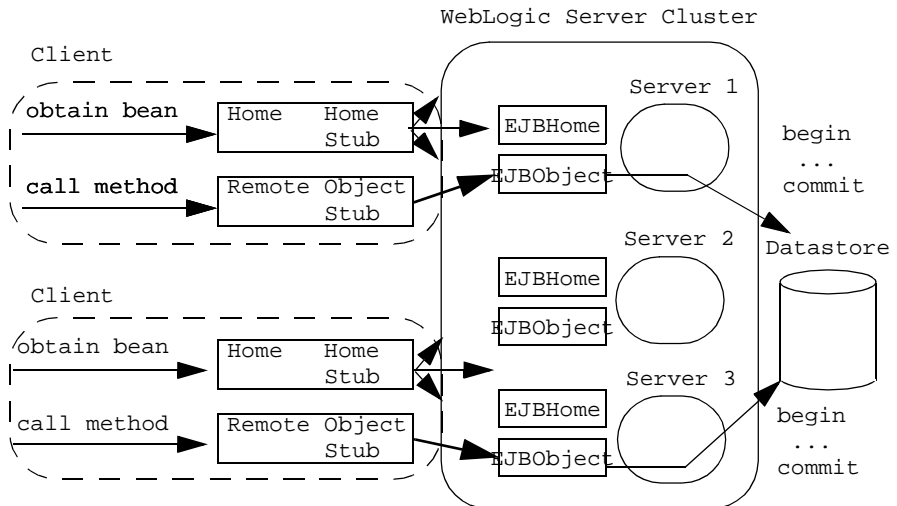 WebLogic Server Cluster
Client
Server 1
obtain bean
Home Home
Stub
EJBHome
begin
...
commit
call method
Remote Object
Stub
EJBObject
Server 2
Datastore
EJBHome
EJBObject
Client
obtain bean
Home Home
Stub
Server 3
EJBHome
begin
...
commit
call method
Remote Object
Stub
EJBObject